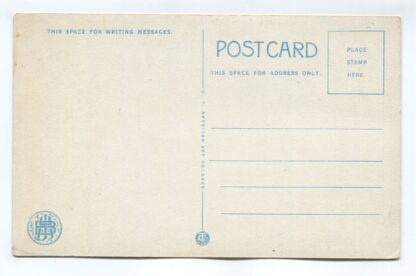 THIS SPACE FOR WRITING MESSAGES.
POSTCARD
THIS SPACE FOR ADDRESS ONLY.
PLACE
STAMP
HERE